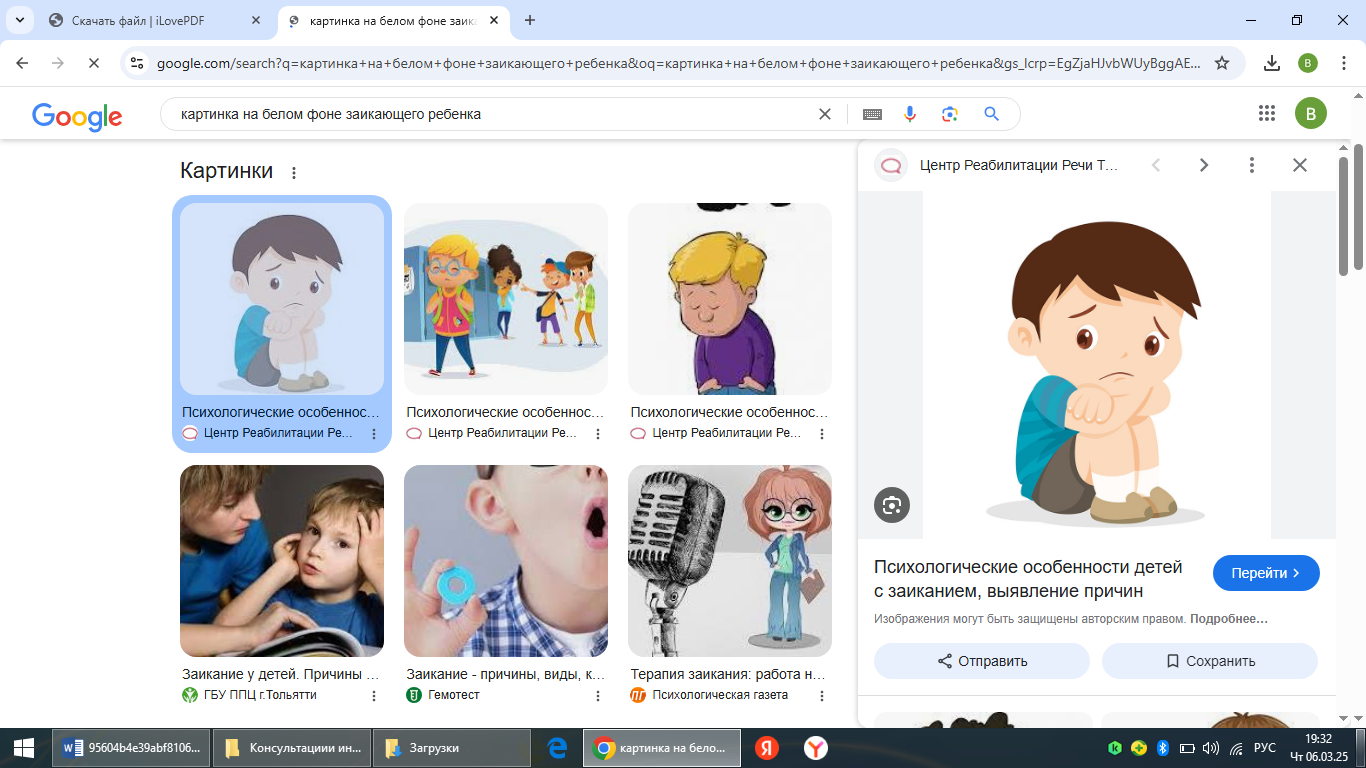 Скачать файл | iLovePDF
картинка на белом фоне заика
google.com/search?q=картинка+на+белом+фоне+заикающего+ребенка&oq=картинка+на+белом+фоне+заикающего+ребенка&gs_lcrp=EgZjaHJvbWUyBggAE...
B
Google
картинка на белом фоне заикающего ребенка
B
Картинки
Центр Реабилитации Речи Т...
Психологические особеннос...
Центр Реабилитации Ре...
Психологические особеннос...
Центр Реабилитации Ре...
Психологические особеннос...
Центр Реабилитации Ре...
Заикание у детей. Причины ...
ГБУ ППЦ г.Тольятти
Заикание - причины, виды, к...
Гемотест
Терапия заикания: работа н...
Психологическая газета
Психологические особенности детей
с заиканием, выявление причин
Перейти
Изображения могут быть защищены авторским правом. Подробнее...
Отправить
Сохранить
95604b4e39abf8106...
Консультациии ин...
Загрузки
картинка на бело...
Я
Y
РУС
19:32
Чт 06.03.25